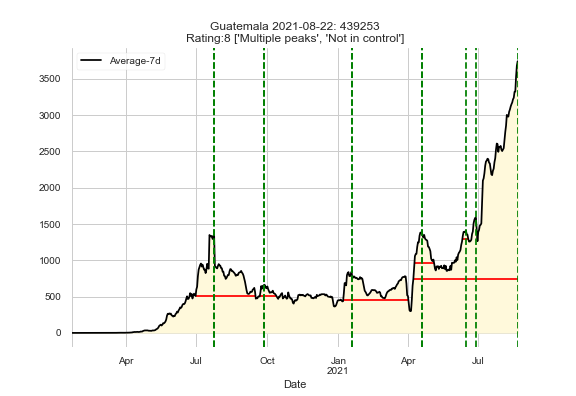 Guatemala 2021-08-22: 439253
Rating:8 ['Multiple peaks', 'Not in control']
Average-7d
3500
3000
2500
2000
1500
1000
500
0
Apr
Jul
Oct
Jan
2021
Apr
Jul
Date